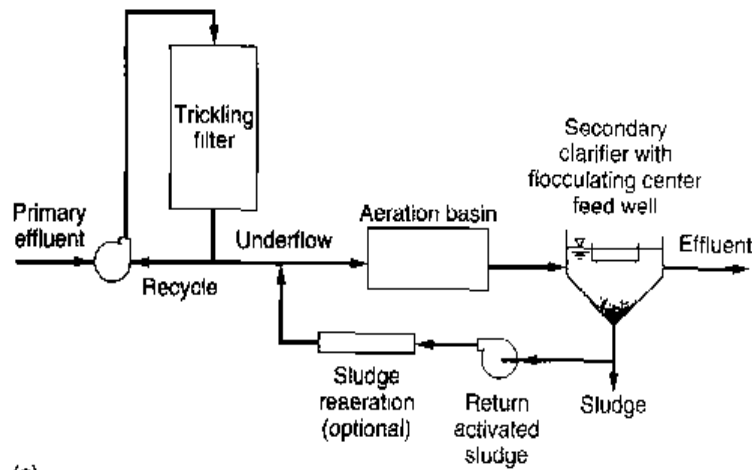 Trickling
filter
Secondary
clarifier with
flocculating center
feed well
Primary
effluent
Underflow
Aeration basin
Effluent
Recycle
Sludge
reaeration
(optional)
Return
activated
sludge
Sludge